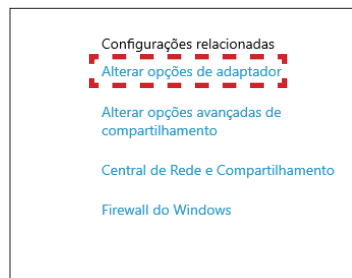 Configurações relacionadas
Alterar opções de adaptador
Alterar opções avançadas de
compartilhamento
Central de Rede e Compartilhamento
Firewall do Windows